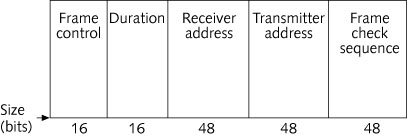 Frame control
Duration
Receiver address
Transmitter address
Frame check sequence
Size (bits)
16 16 48 48 48